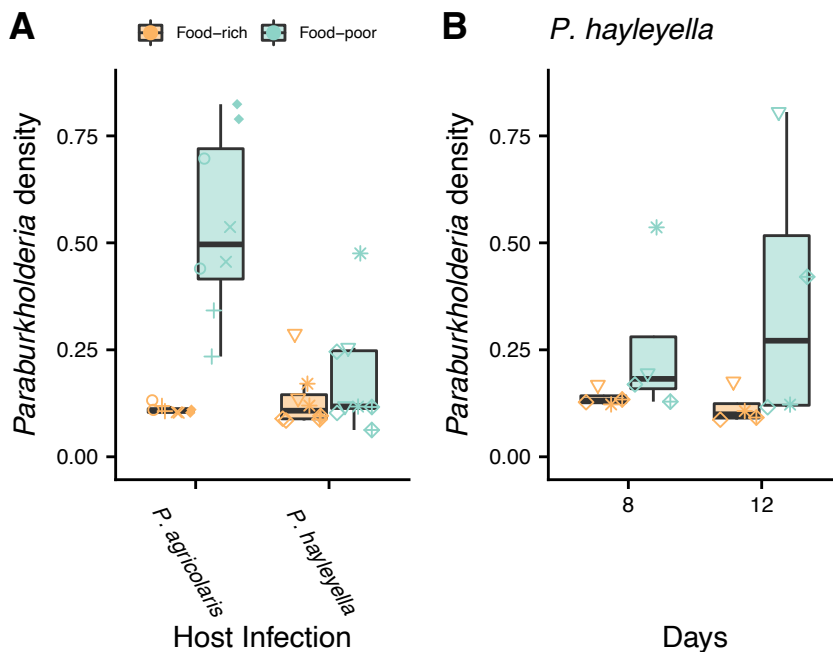 A
Food−rich
Food−poor
Paraburkholderia density
0.75
0.50
0.25
0.00
P. agricolaris
P. hayleyella
Host Infection
B
P. hayleyella
Paraburkholderia density
0.75
0.50
0.25
0.00
8
12
Days